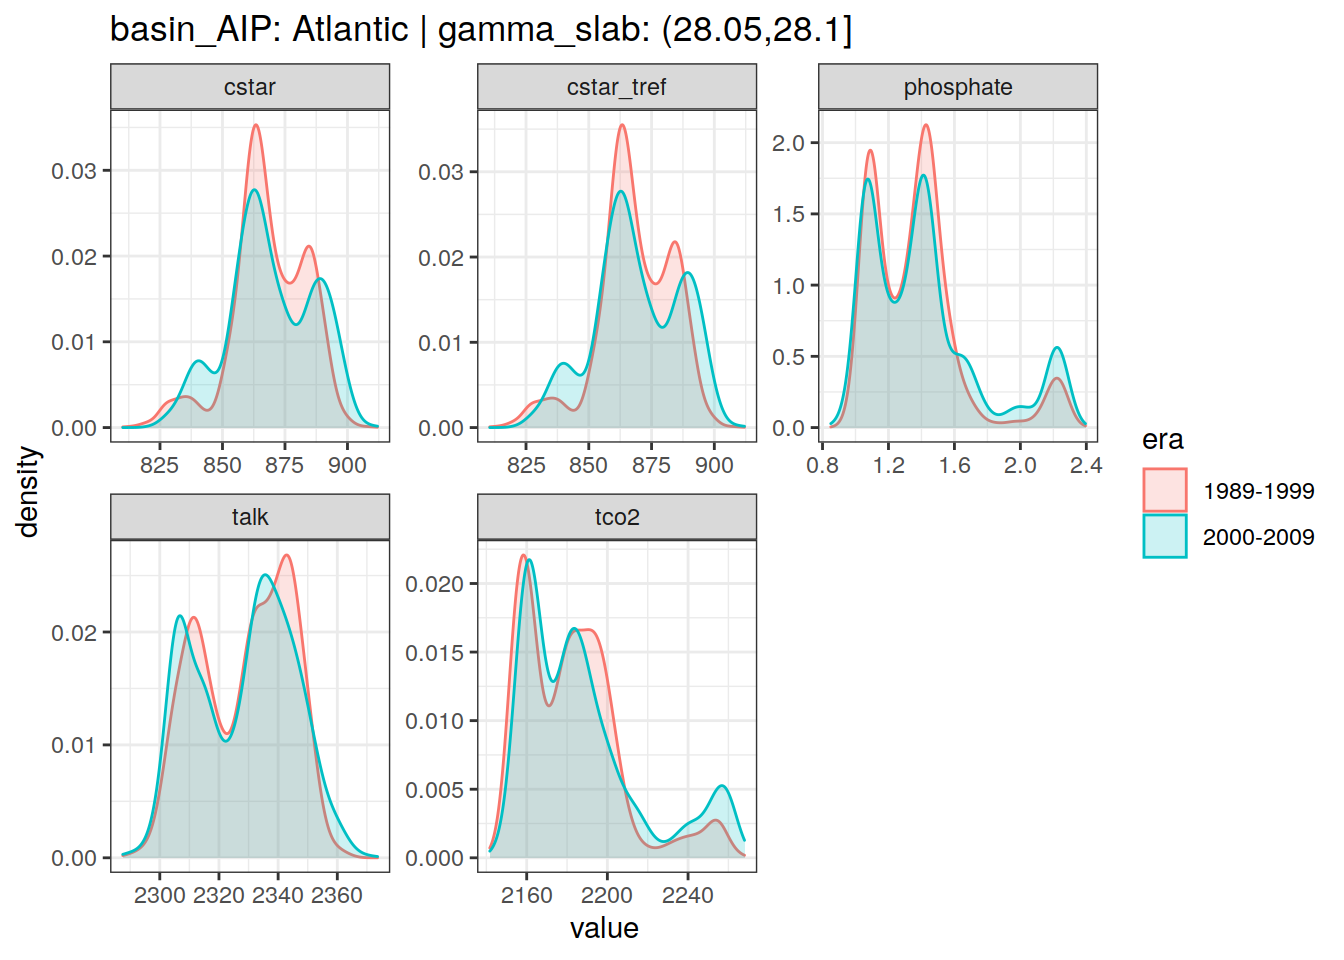 basin_AIP: Atlantic | gamma_slab: (28.05,28.1]
cstar
cstar_tref
phosphate
0.03
0.02
0.01
0.00
825 850 875 900
0.03
0.02
0.01
0.00
825 850 875 900
2.0
1.5
1.0
0.5
0.0
0.8 1.2 1.6 2.0 2.4
talk
tco2
0.02
0.01
0.00
2300 2320 2340 2360
0.020
0.015
0.010
0.005
0.000
2160 2200 2240
density
value
era
1989-1999
2000-2009